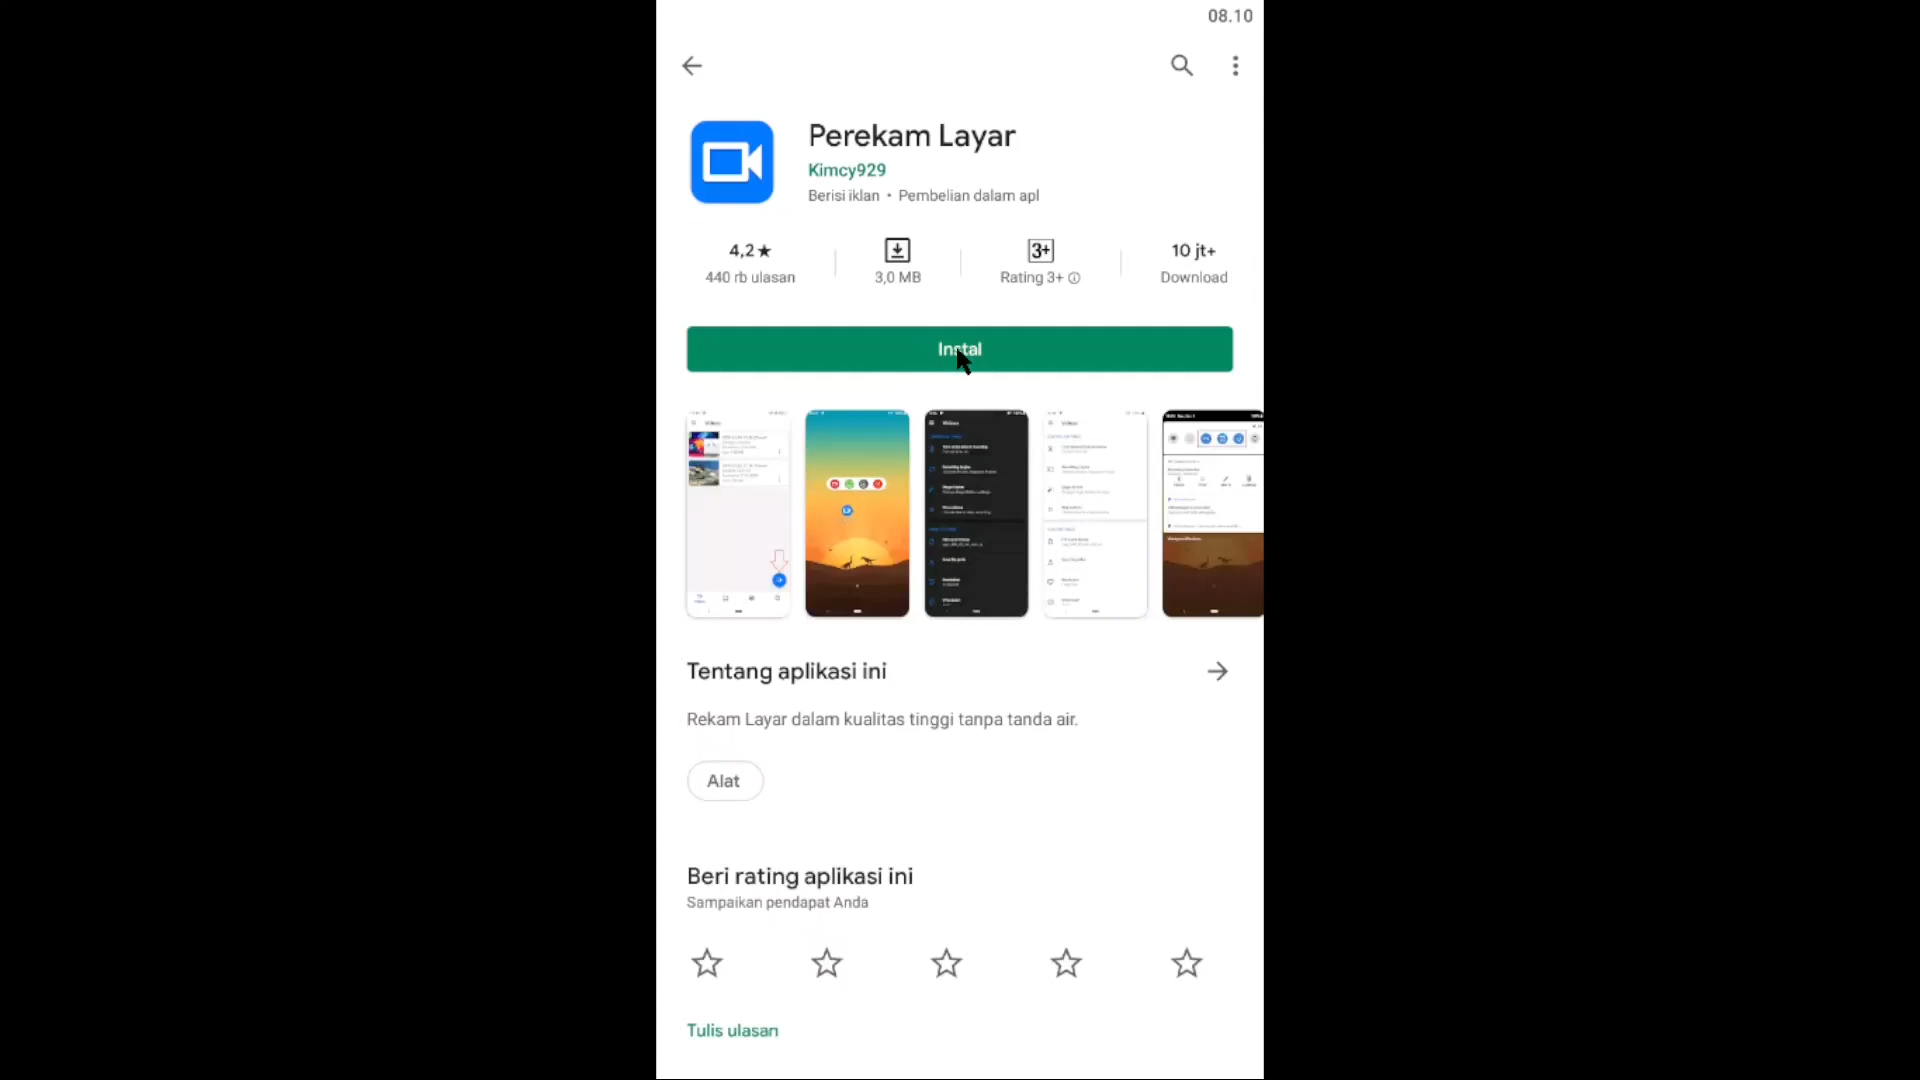 08.10
Perekam Layar
Kimcy929
Berisi iklan • Pembelian dalam apl
4,2★
440 rb ulasan
3,0 MB
3+
Rating 3+
10 jt+
Download
Instal
Tentang aplikasi ini
Rekam Layar dalam kualitas tinggi tanpa tanda air.
Alat
Beri rating aplikasi ini
Sampaikan pendapat Anda
Tulis ulasan